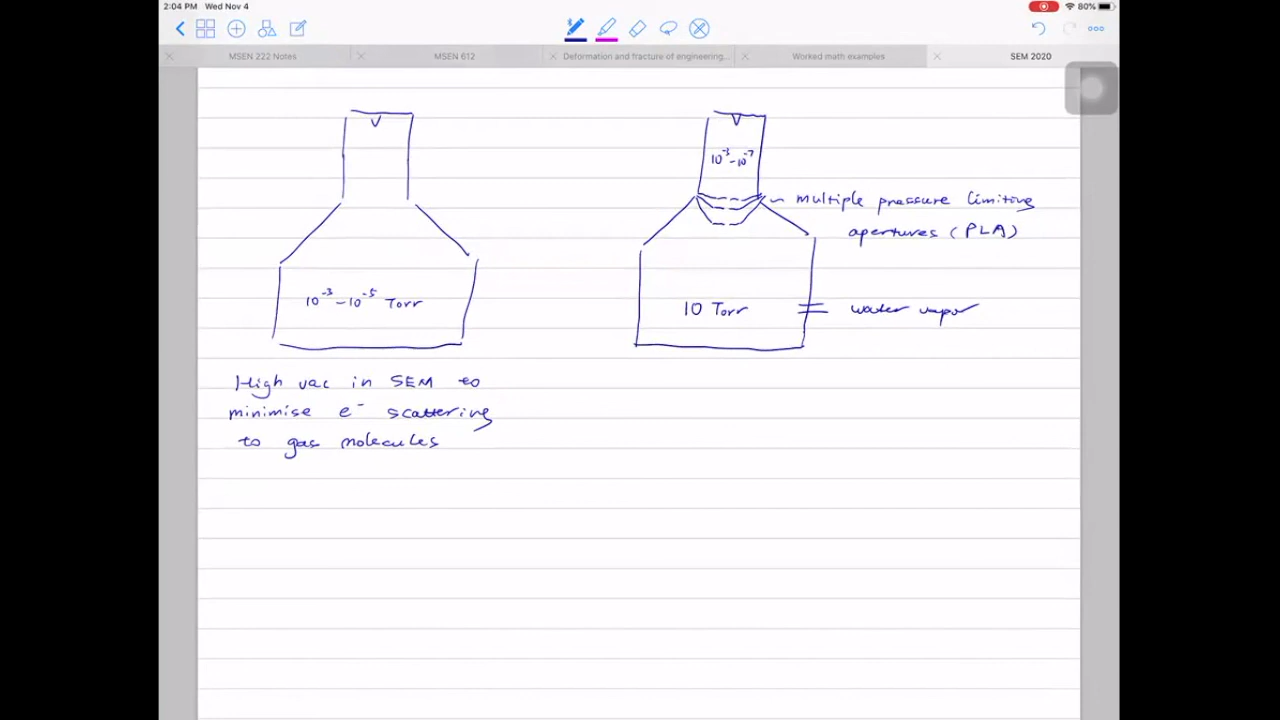 2:04 PM Wed Nov 4
80%
MSEN 222 Notes
MSEN 612
Deformation and fracture of engineering...
Worked math examples
SEM 2020
10⁻³-10⁻⁷
multiple pressure limiting
apertures (PLA)
10⁻³-10⁻⁵ Torr
10 Torr
water vapor
High vac in SEM to
minimise e⁻ scattering
to gas molecules